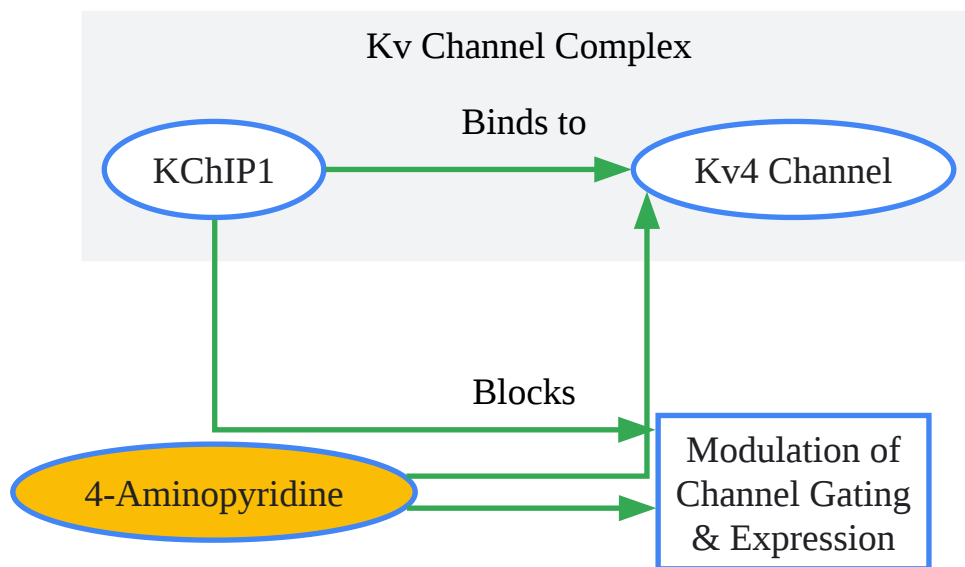 Kv Channel Complex
Binds to
KChIP1
Kv4 Channel
Blocks
4-Aminopyridine
Modulation of
Channel Gating
& Expression